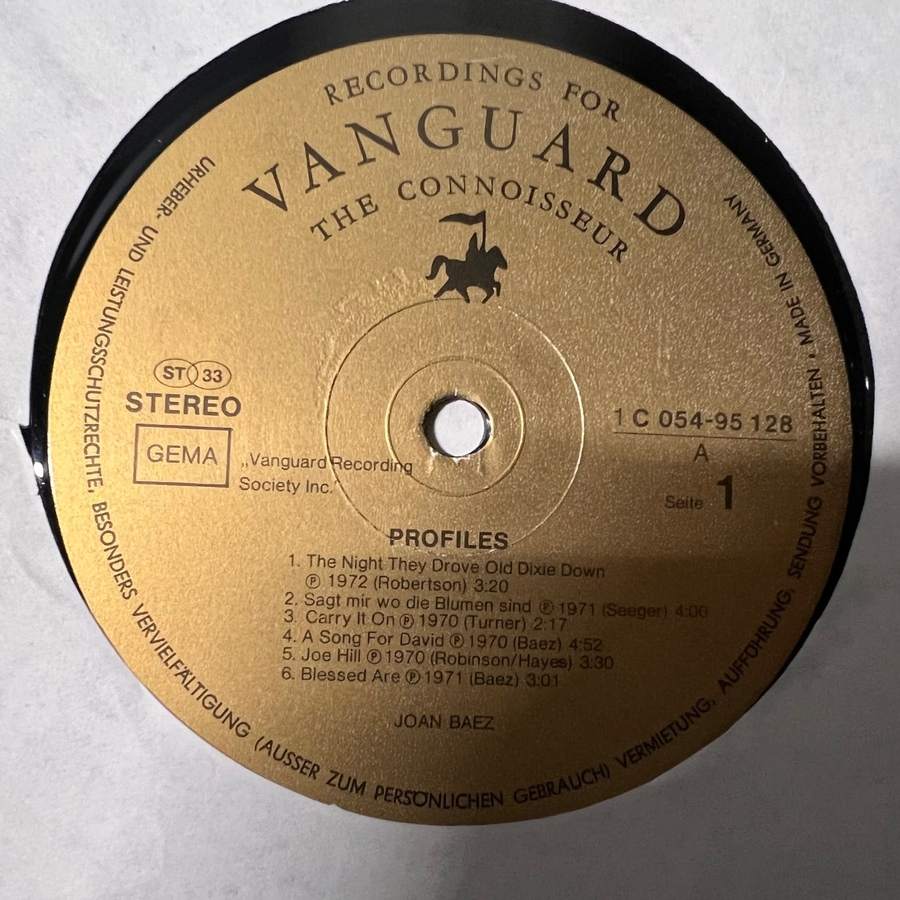 RECORDINGS FOR
VANGUARD
THE CONNOISSEUR
URHEBER- UND LEISTUNGSSCHUTZRECHTE, BESONDERS VERVIELFÄLTIGUNG (AUSSER ZUM PERSÖNLICHEN GEBRAUCH) VERMIETUNG, AUFFÜHRUNG, SENDUNG VORBEHALTEN • MADE IN GERMANY
ST 33
STEREO
GEMA
„Vanguard Recording
Society Inc."
1 C 054-95 128
A
Seite 1
PROFILES
1. The Night They Drove Old Dixie Down
℗ 1972 (Robertson) 3:20
2. Sagt mir wo die Blumen sind ℗ 1971 (Seeger) 4:00
3. Carry It On ℗ 1970 (Turner) 2:17
4. A Song For David ℗ 1970 (Baez) 4:52
5. Joe Hill ℗ 1970 (Robinson/Hayes) 3:30
6. Blessed Are ℗ 1971 (Baez) 3:01
JOAN BAEZ